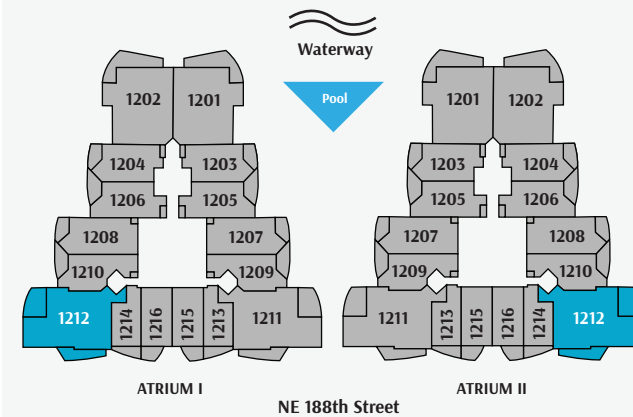 Waterway
Pool
1202 1201 1201 1202
1204 1203 1203 1204
1206 1205 1205 1206
1208 1207 1207 1208
1210 1209 1209 1210
1212 1214 1216 1215 1213 1211 1211 1213 1215 1216 1214 1212
ATRIUM I ATRIUM II
NE 188th Street